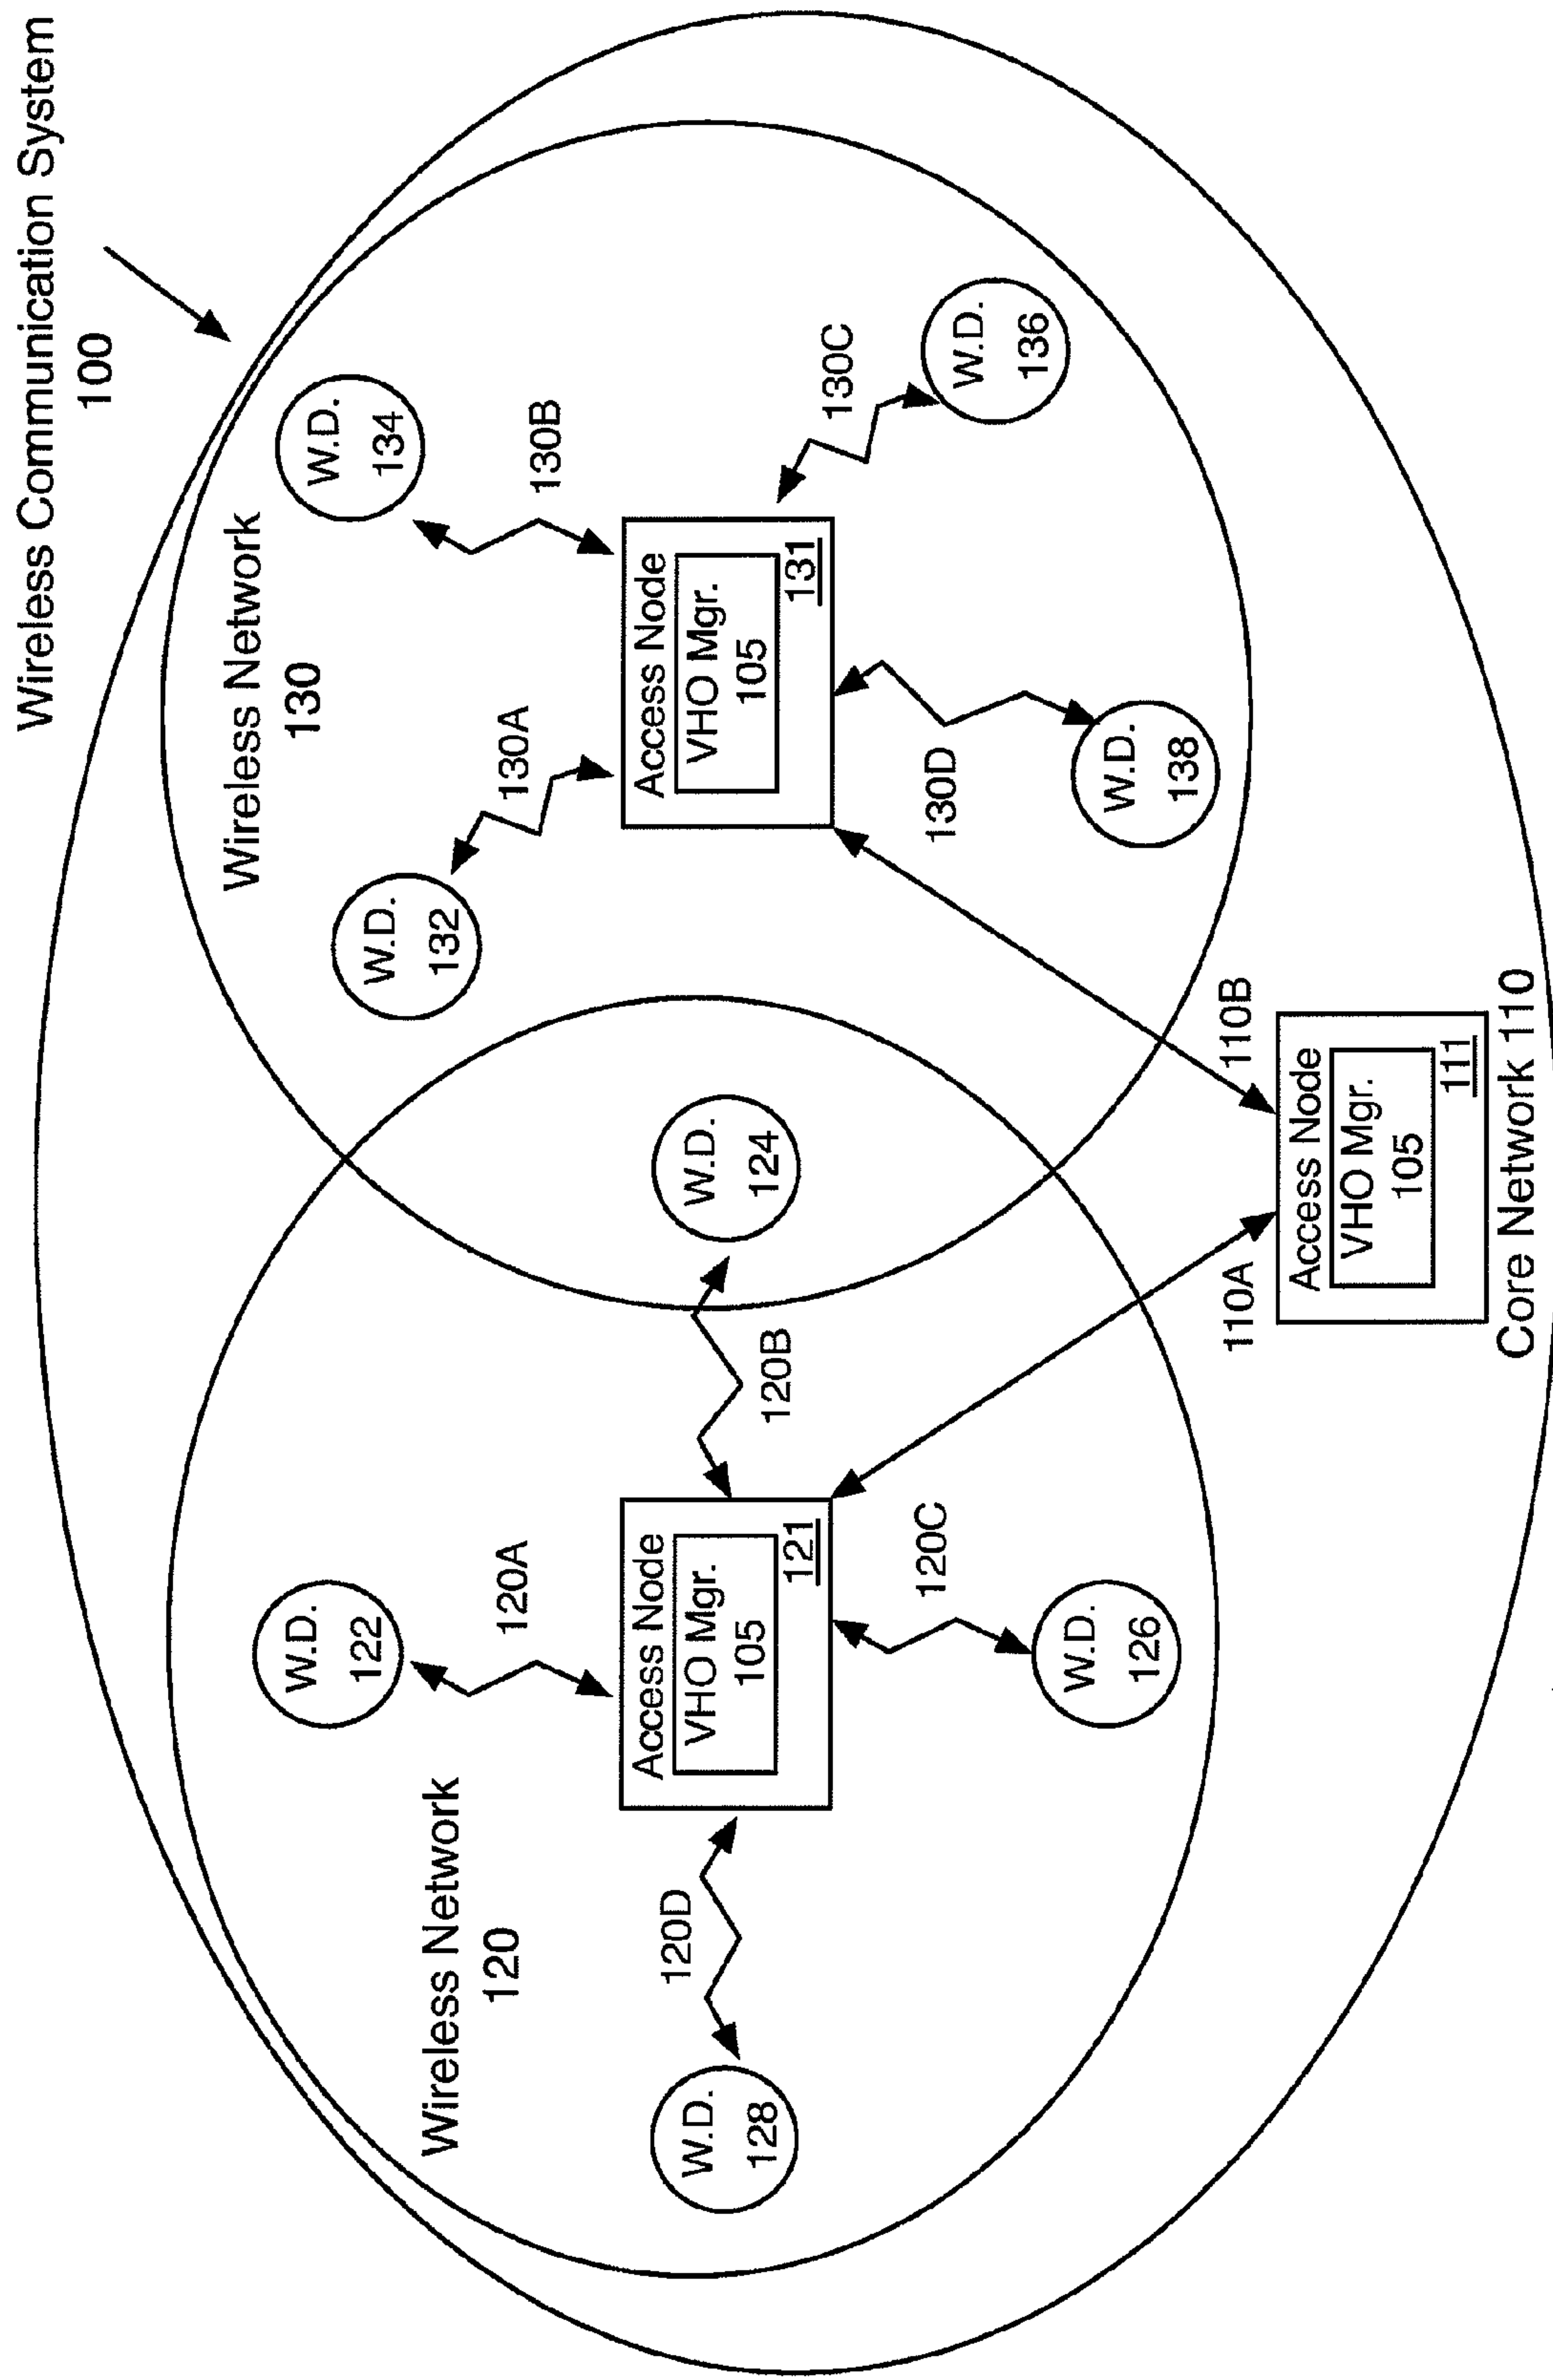 Wireless Communication System
100
Wireless Network
130
W.D.
134
W.D.
132
130B
130A
Access Node
VHO Mgr.
105
131
130C
W.D.
136
130D
W.D.
138
W.D.
122
120A
Wireless Network
120
W.D.
124
120B
Access Node
VHO Mgr.
105
121
120D
W.D.
128
120C
W.D.
126
110A
110B
Access Node
VHO Mgr.
105
111
Core Network 110